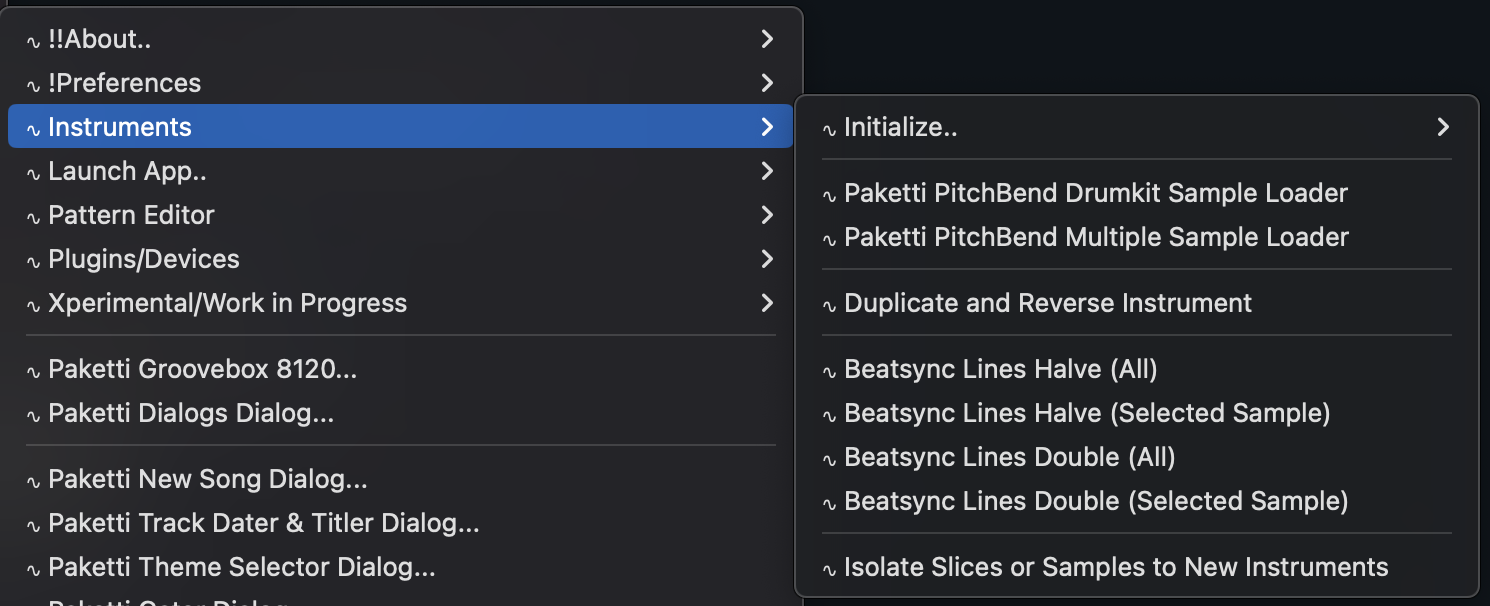 !!About..
!Preferences
Instruments
Launch App..
Pattern Editor
Plugins/Devices
Xperimental/Work in Progress
Paketti Groovebox 8120...
Paketti Dialogs Dialog...
Paketti New Song Dialog...
Paketti Track Dater & Titler Dialog...
Paketti Theme Selector Dialog...
Initialize..
Paketti PitchBend Drumkit Sample Loader
Paketti PitchBend Multiple Sample Loader
Duplicate and Reverse Instrument
Beatsync Lines Halve (All)
Beatsync Lines Halve (Selected Sample)
Beatsync Lines Double (All)
Beatsync Lines Double (Selected Sample)
Isolate Slices or Samples to New Instruments